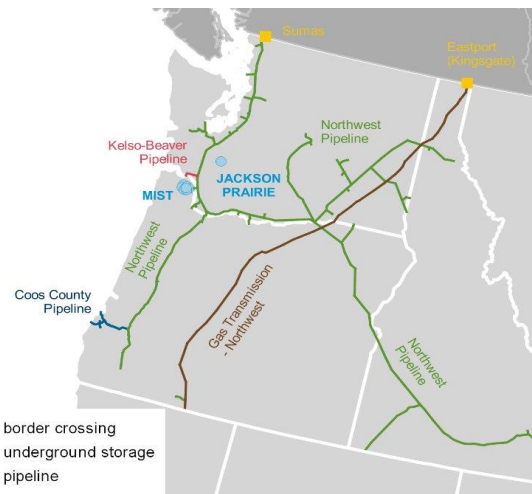 Sumas
Eastport
(Kingsgate)
Northwest
Pipeline
Kelso-Beaver
Pipeline
JACKSON
PRAIRIE
MIST
Northwest
Pipeline
Coos County
Pipeline
Gas Transmission
- Northwest
Northwest
Pipeline
border crossing
underground storage
pipeline